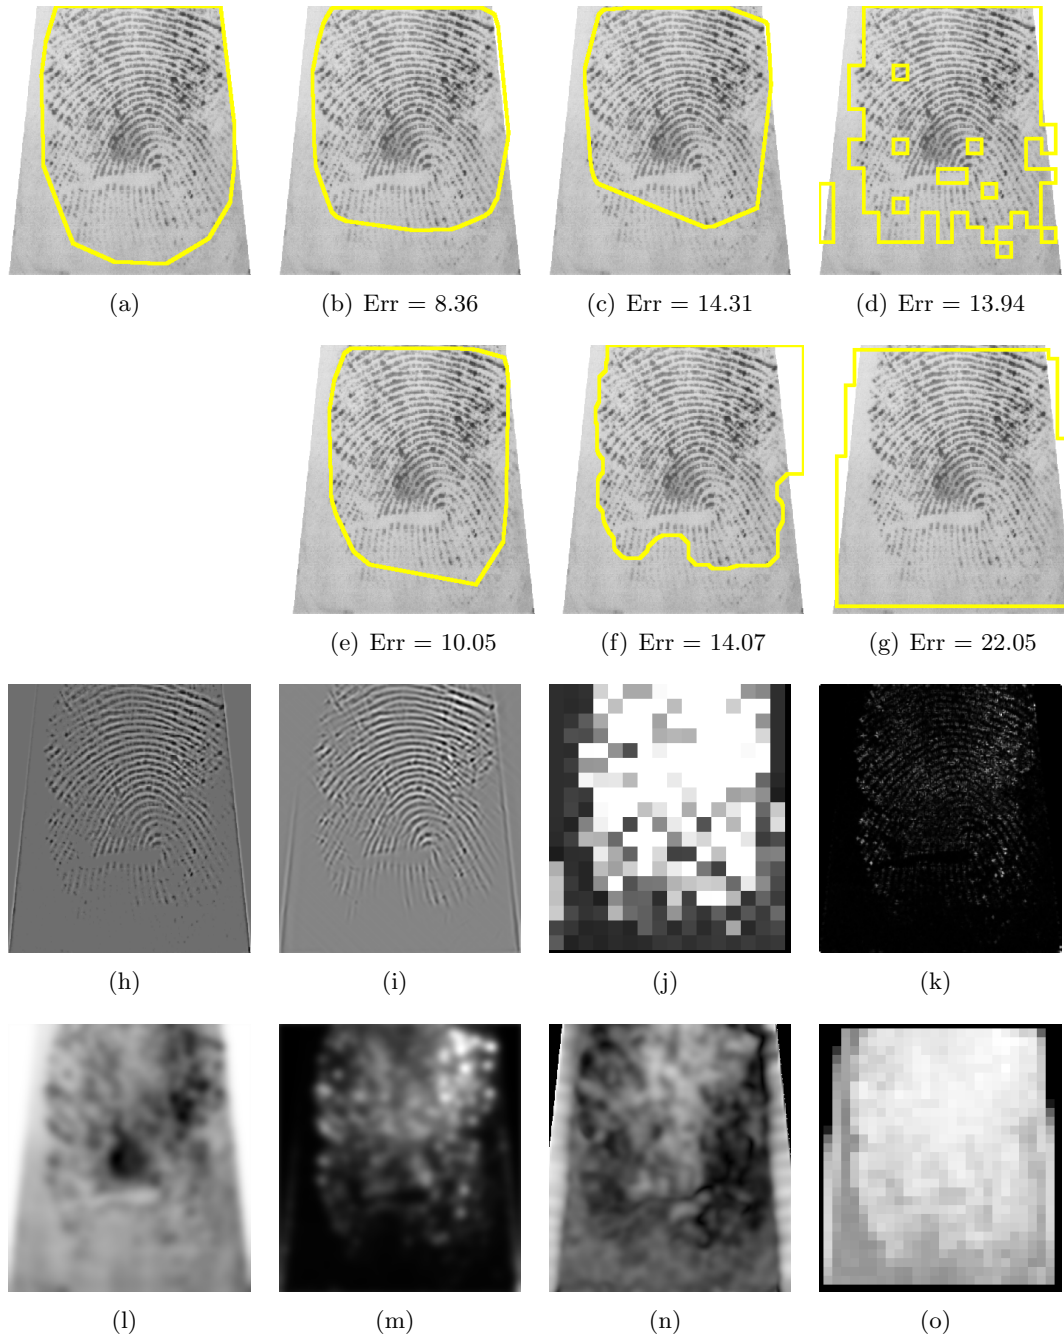 (a)
(b) Err = 8.36
(c) Err = 14.31
(d) Err = 13.94
(e) Err = 10.05
(f) Err = 14.07
(g) Err = 22.05
(h)
(i)
(j)
(k)
(l)
(m)
(n)
(o)